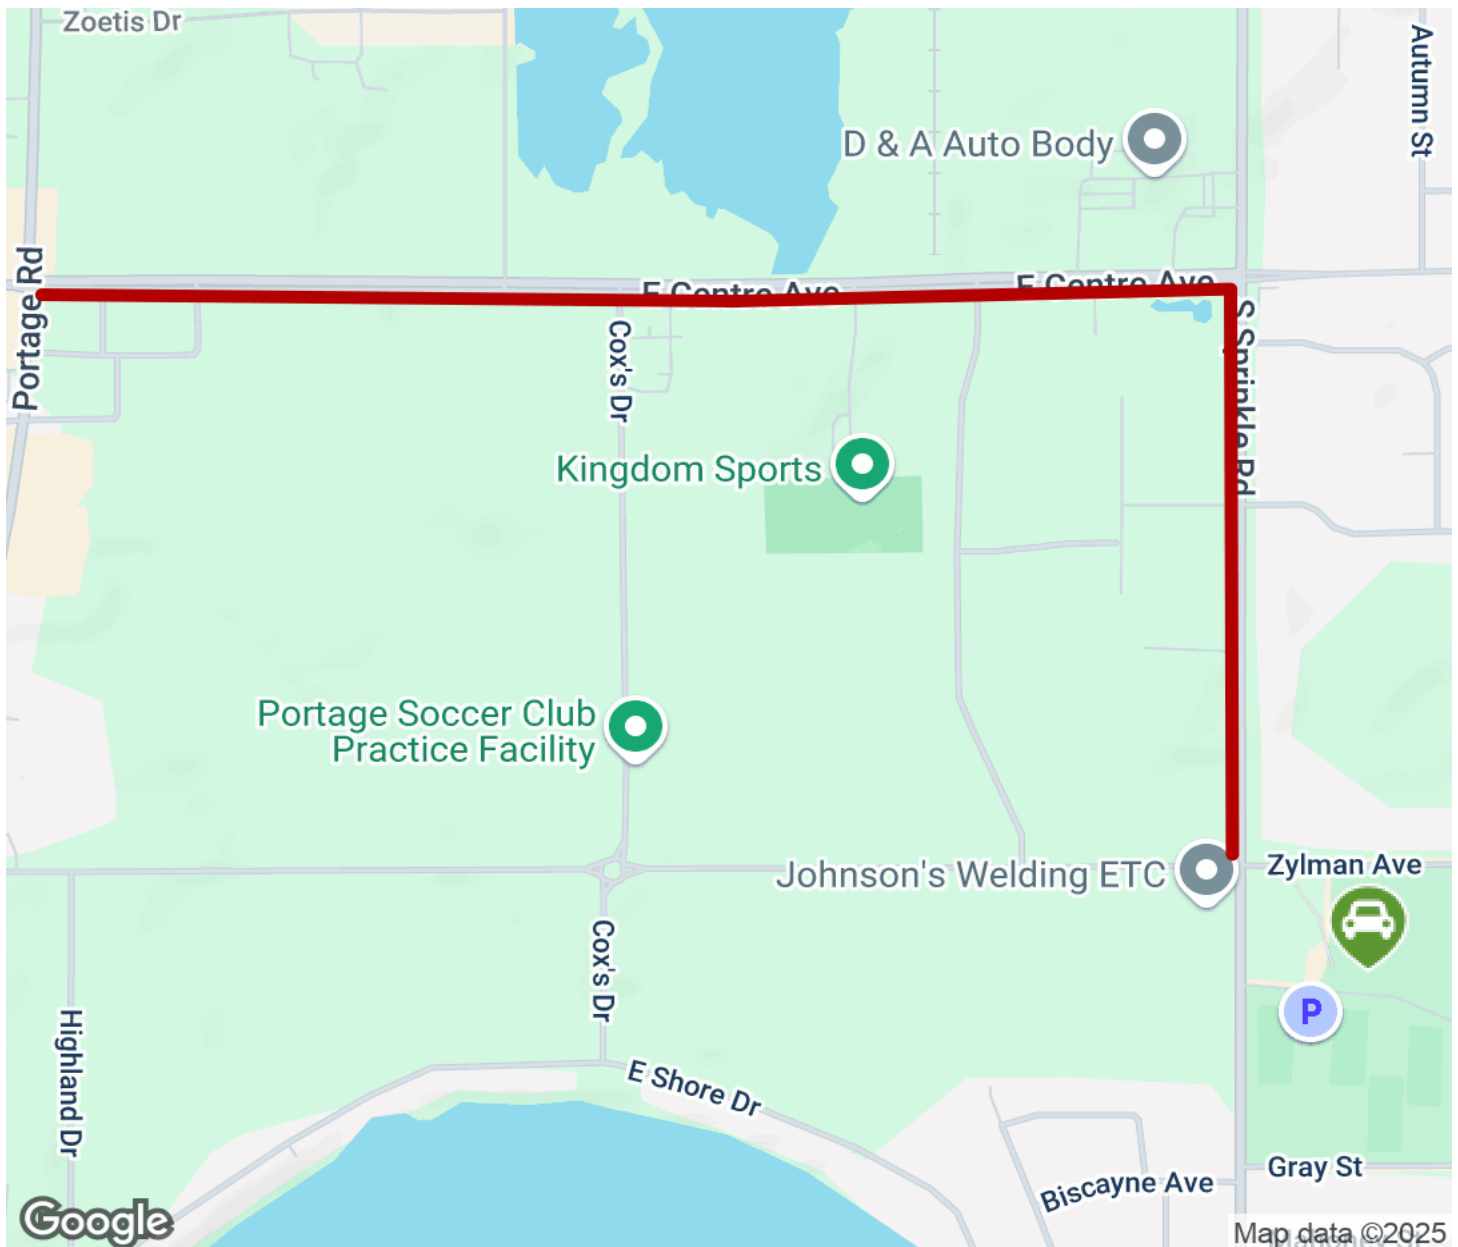 Zoetis Dr
Autumn St
D & A Auto Body
Portage Rd
E Centre Ave
E Centre Ave
S Sprinkle Rd
Cox's Dr
Kingdom Sports
Portage Soccer Club
Practice Facility
Johnson's Welding ETC
Zylman Ave
Cox's Dr
P
Highland Dr
E Shore Dr
Gray St
Biscayne Ave
Google
Map data ©2025